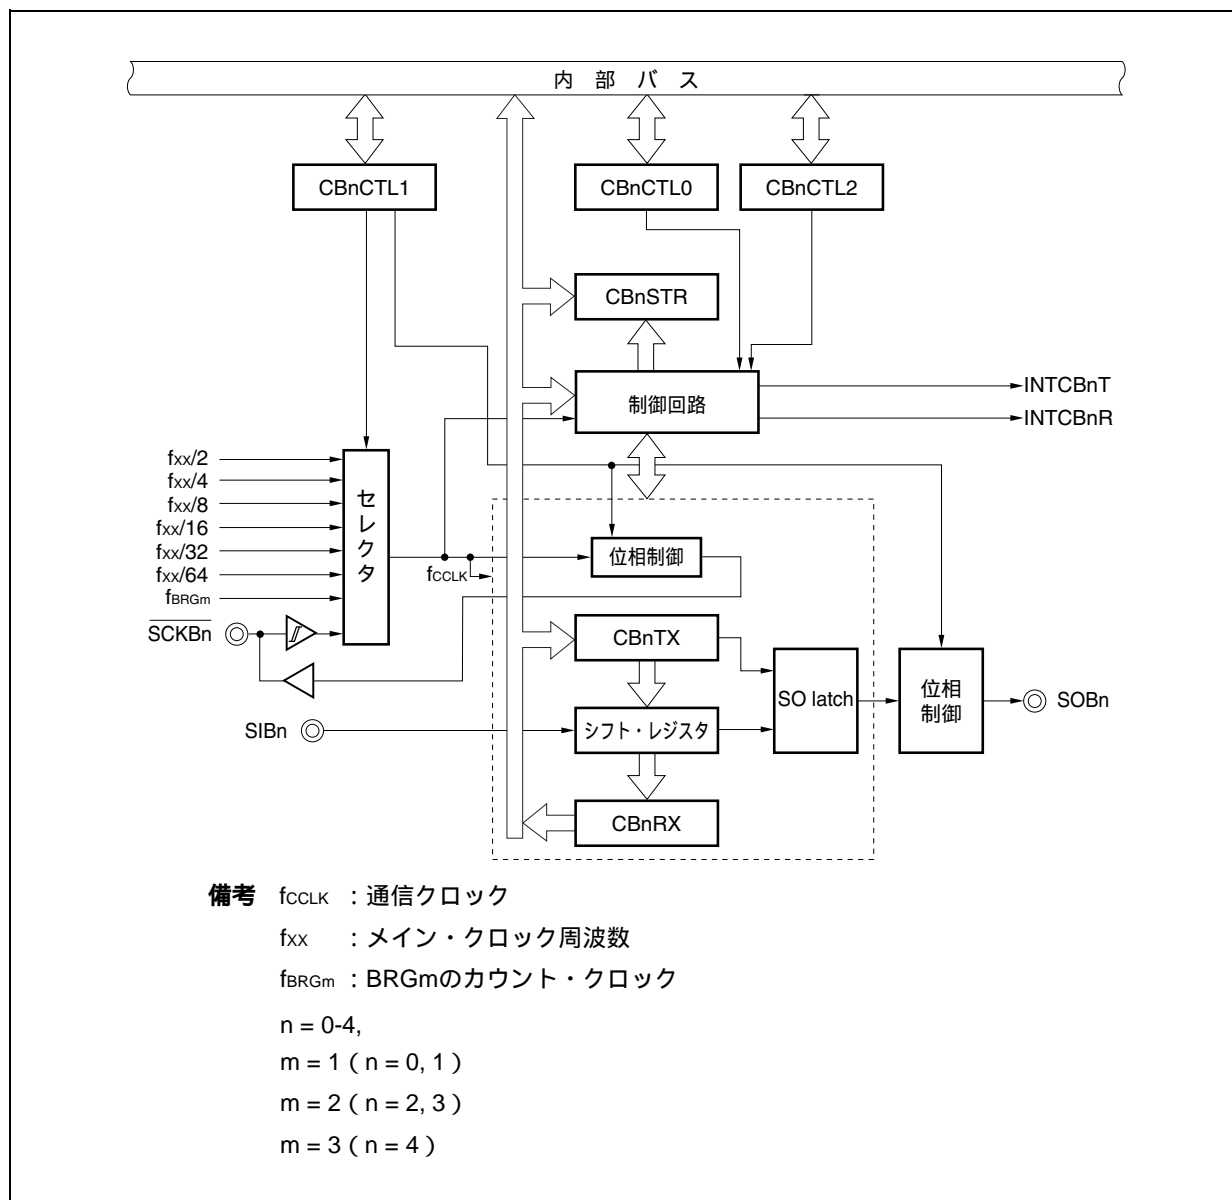 内 部 バ ス
CBnCTL1
CBnCTL0
CBnCTL2
CBnSTR
制御回路
INTCBnT
INTCBnR
fXX/2
fXX/4
fXX/8
fXX/16
fXX/32
fXX/64
fBRGm
SCKBn
セレクタ
fCCLK
位相制御
CBnTX
SO latch
位相
制御
SOBn
SIBn
シフト・レジスタ
CBnRX
備考 fCCLK :通信クロック
fXX :メイン・クロック周波数
fBRGm :BRGmのカウント・クロック
n = 0-4,
m = 1 ( n = 0, 1 )
m = 2 ( n = 2, 3 )
m = 3 ( n = 4 )